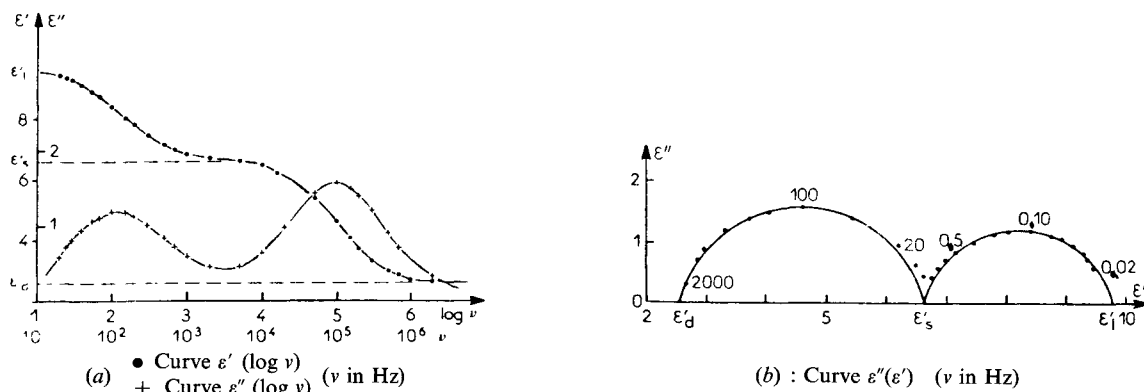 ε' ε''
ε'ₗ
8
ε'ₛ 2
6
1
4
1 2 3 4 5 6 log ν
10 10² 10³ 10⁴ 10⁵ 10⁶ ν
(a) ● Curve ε' (log ν) (ν in Hz)
+ Curve ε'' (log ν)
ε''
2
100
1
20
0,5
0,10
2000
0,02
0
2 ε'd 5 ε'ₛ ε'ₗ 10
(b) : Curve ε''(ε') (ν in Hz)